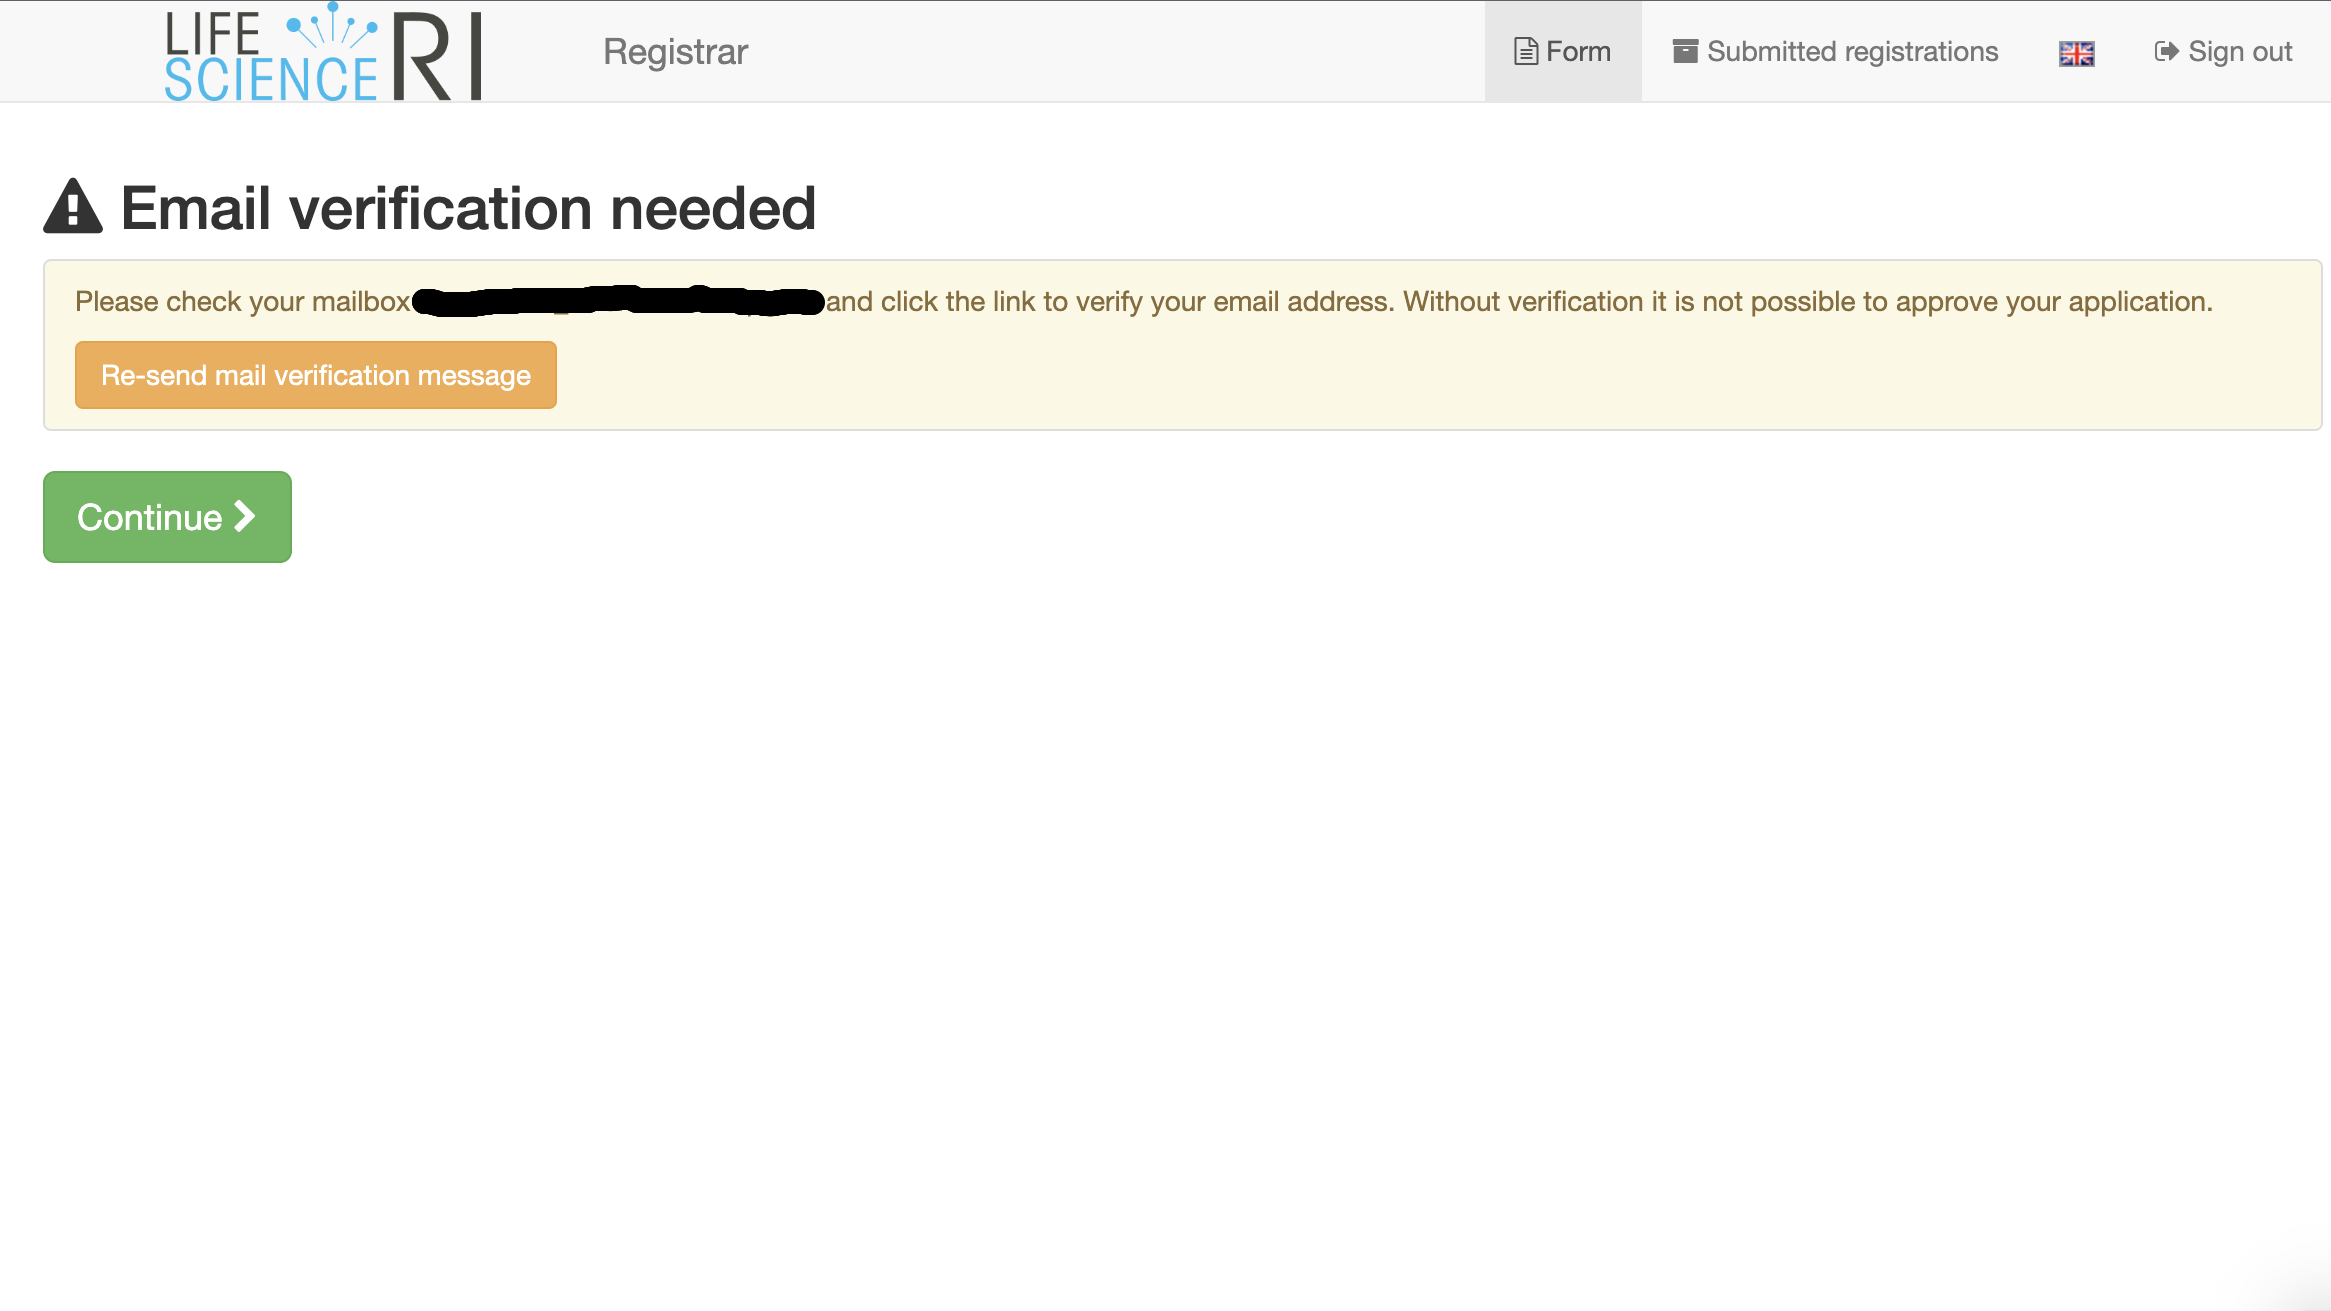 LIFE SCIENCE RI
Registrar
Form
Submitted registrations
Sign out
Email verification needed
Please check your mailbox and click the link to verify your email address. Without verification it is not possible to approve your application.
Re-send mail verification message
Continue